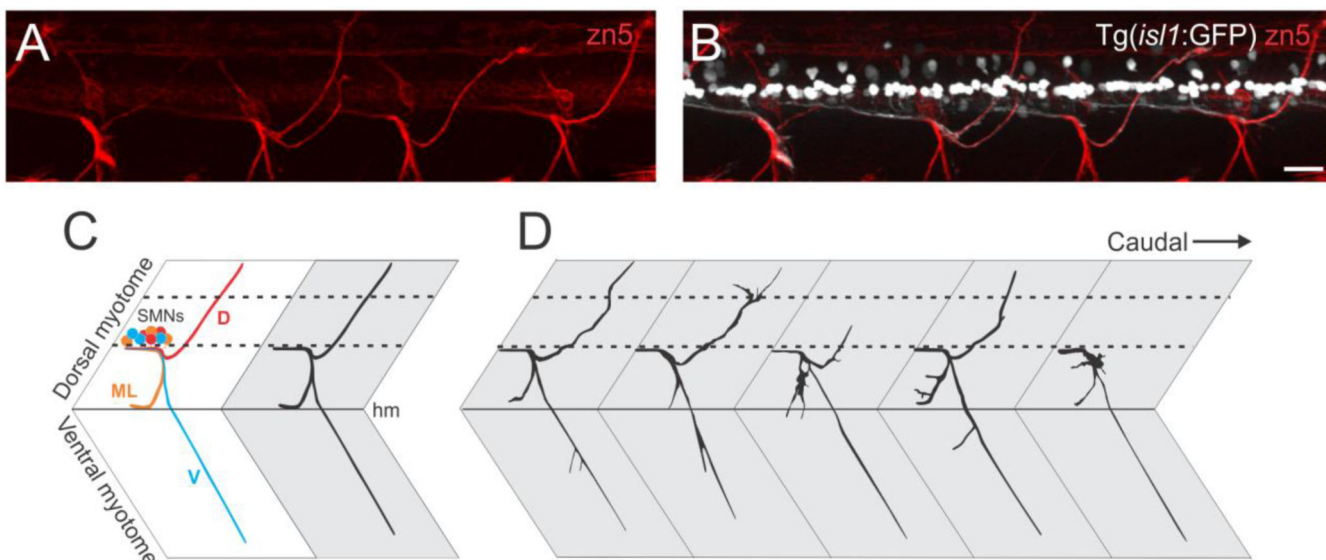 A
zn5
B
Tg(isl1:GFP) zn5
C
D
Caudal
Dorsal myotome
SMNs
D
ML
hm
Ventral myotome
V